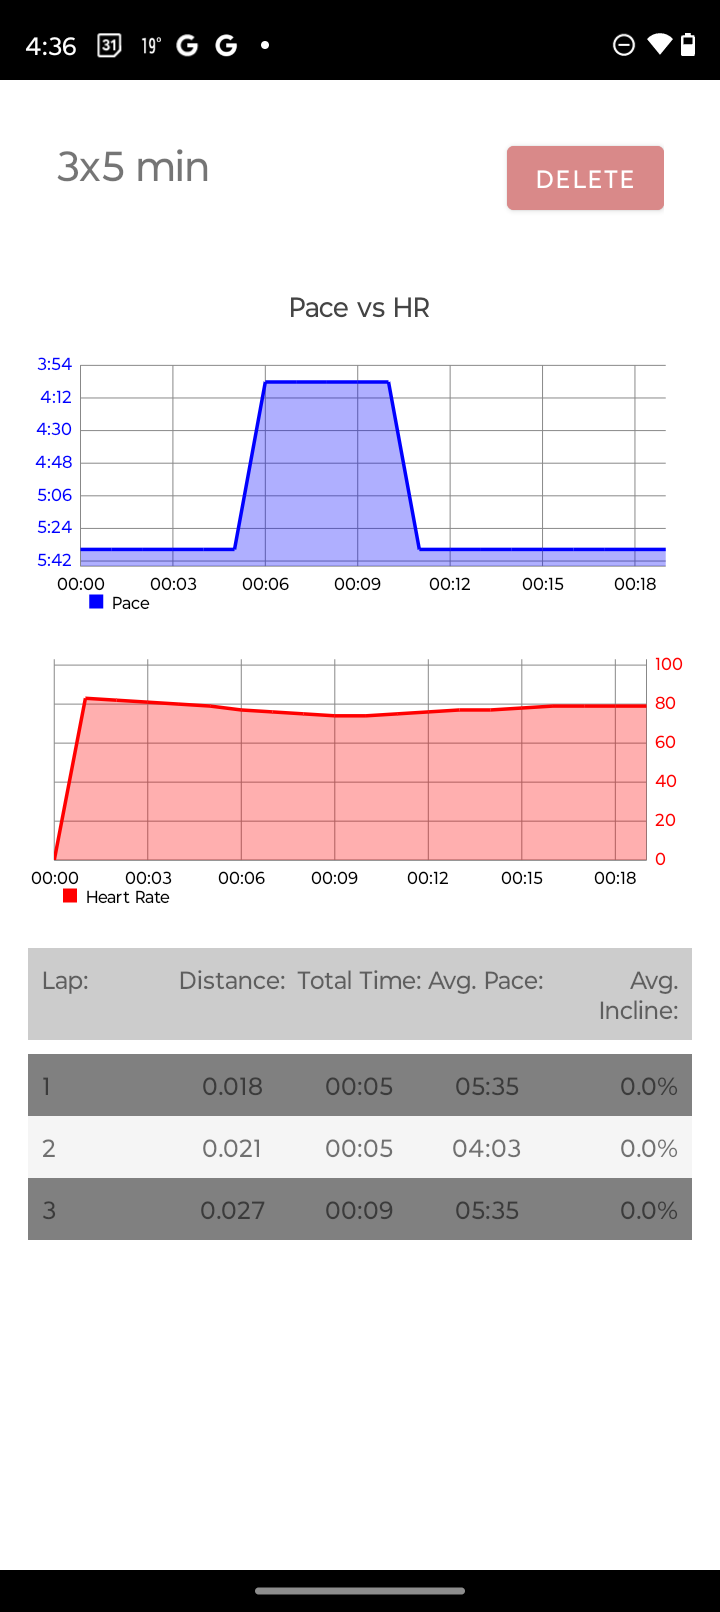 4:36 31 19° G G
3x5 min
DELETE
Pace vs HR
3:54
4:12
4:30
4:48
5:06
5:24
5:42
00:00 00:03 00:06 00:09 00:12 00:15 00:18
Pace
100
80
60
40
20
0
00:00 00:03 00:06 00:09 00:12 00:15 00:18
Heart Rate
Lap: Distance: Total Time: Avg. Pace: Avg.
Incline:
1 0.018 00:05 05:35 0.0%
2 0.021 00:05 04:03 0.0%
3 0.027 00:09 05:35 0.0%